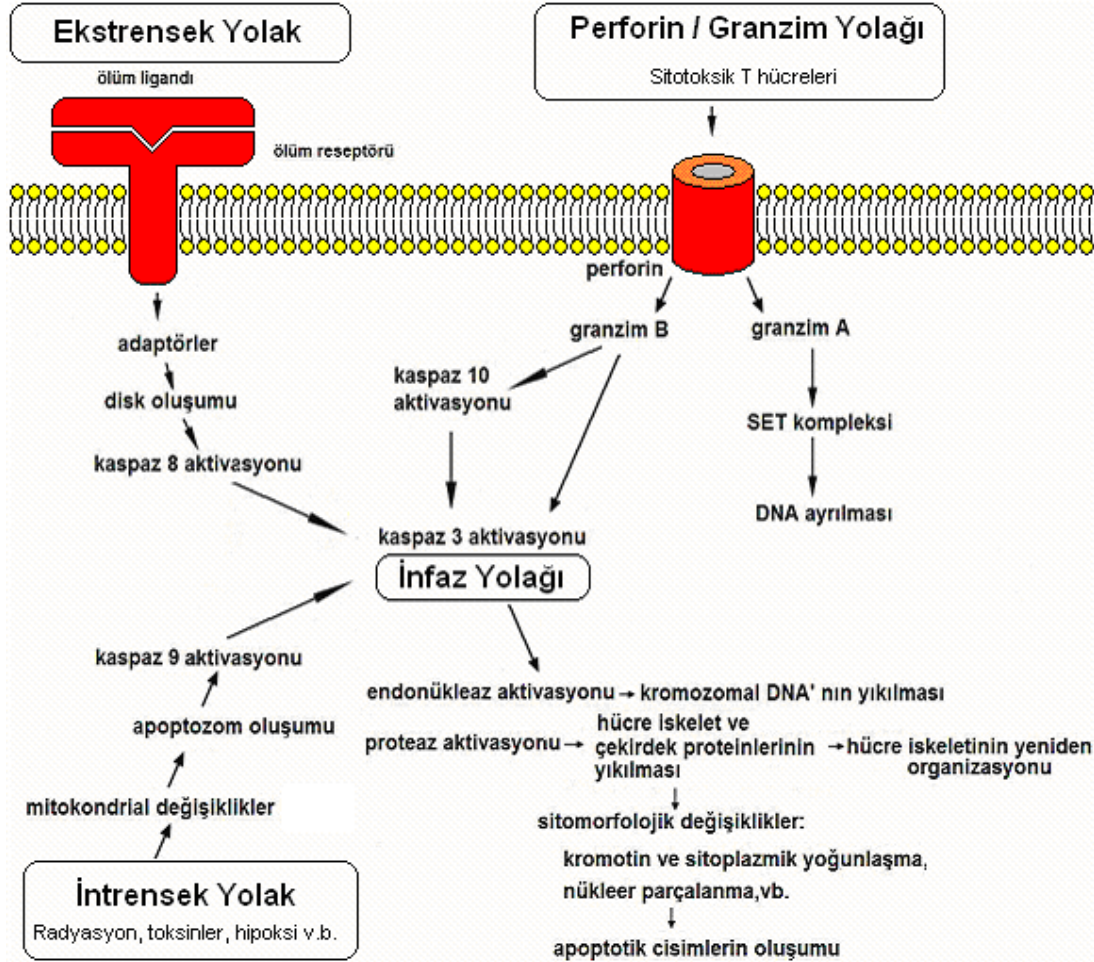 Ekstrensek Yolak
ölüm ligandı
ölüm reseptörü
Perforin / Granzim Yolağı
Sitotoksik T hücreleri
perforin
adaptörler
disk oluşumu
kaspaz 8 aktivasyonu
granzim B
granzim A
kaspaz 10
aktivasyonu
SET kompleksi
DNA ayrılması
kaspaz 3 aktivasyonu
İnfaz Yolağı
kaspaz 9 aktivasyonu
apoptozom oluşumu
mitokondrial değişiklikler
İntrensek Yolak
Radyasyon, toksinler, hipoksi v.b.
endonükleaz aktivasyonu
kromozomal DNA' nın yıkılması
proteaz aktivasyonu
hücre iskelet ve
çekirdek proteinlerinin
yıkılması
hücre iskeletinin yeniden
organizasyonu
sitomorfolojik değişiklikler:
kromotin ve sitoplazmik yoğunlaşma,
nükleer parçalanma,vb.
apoptotik cisimlerin oluşumu